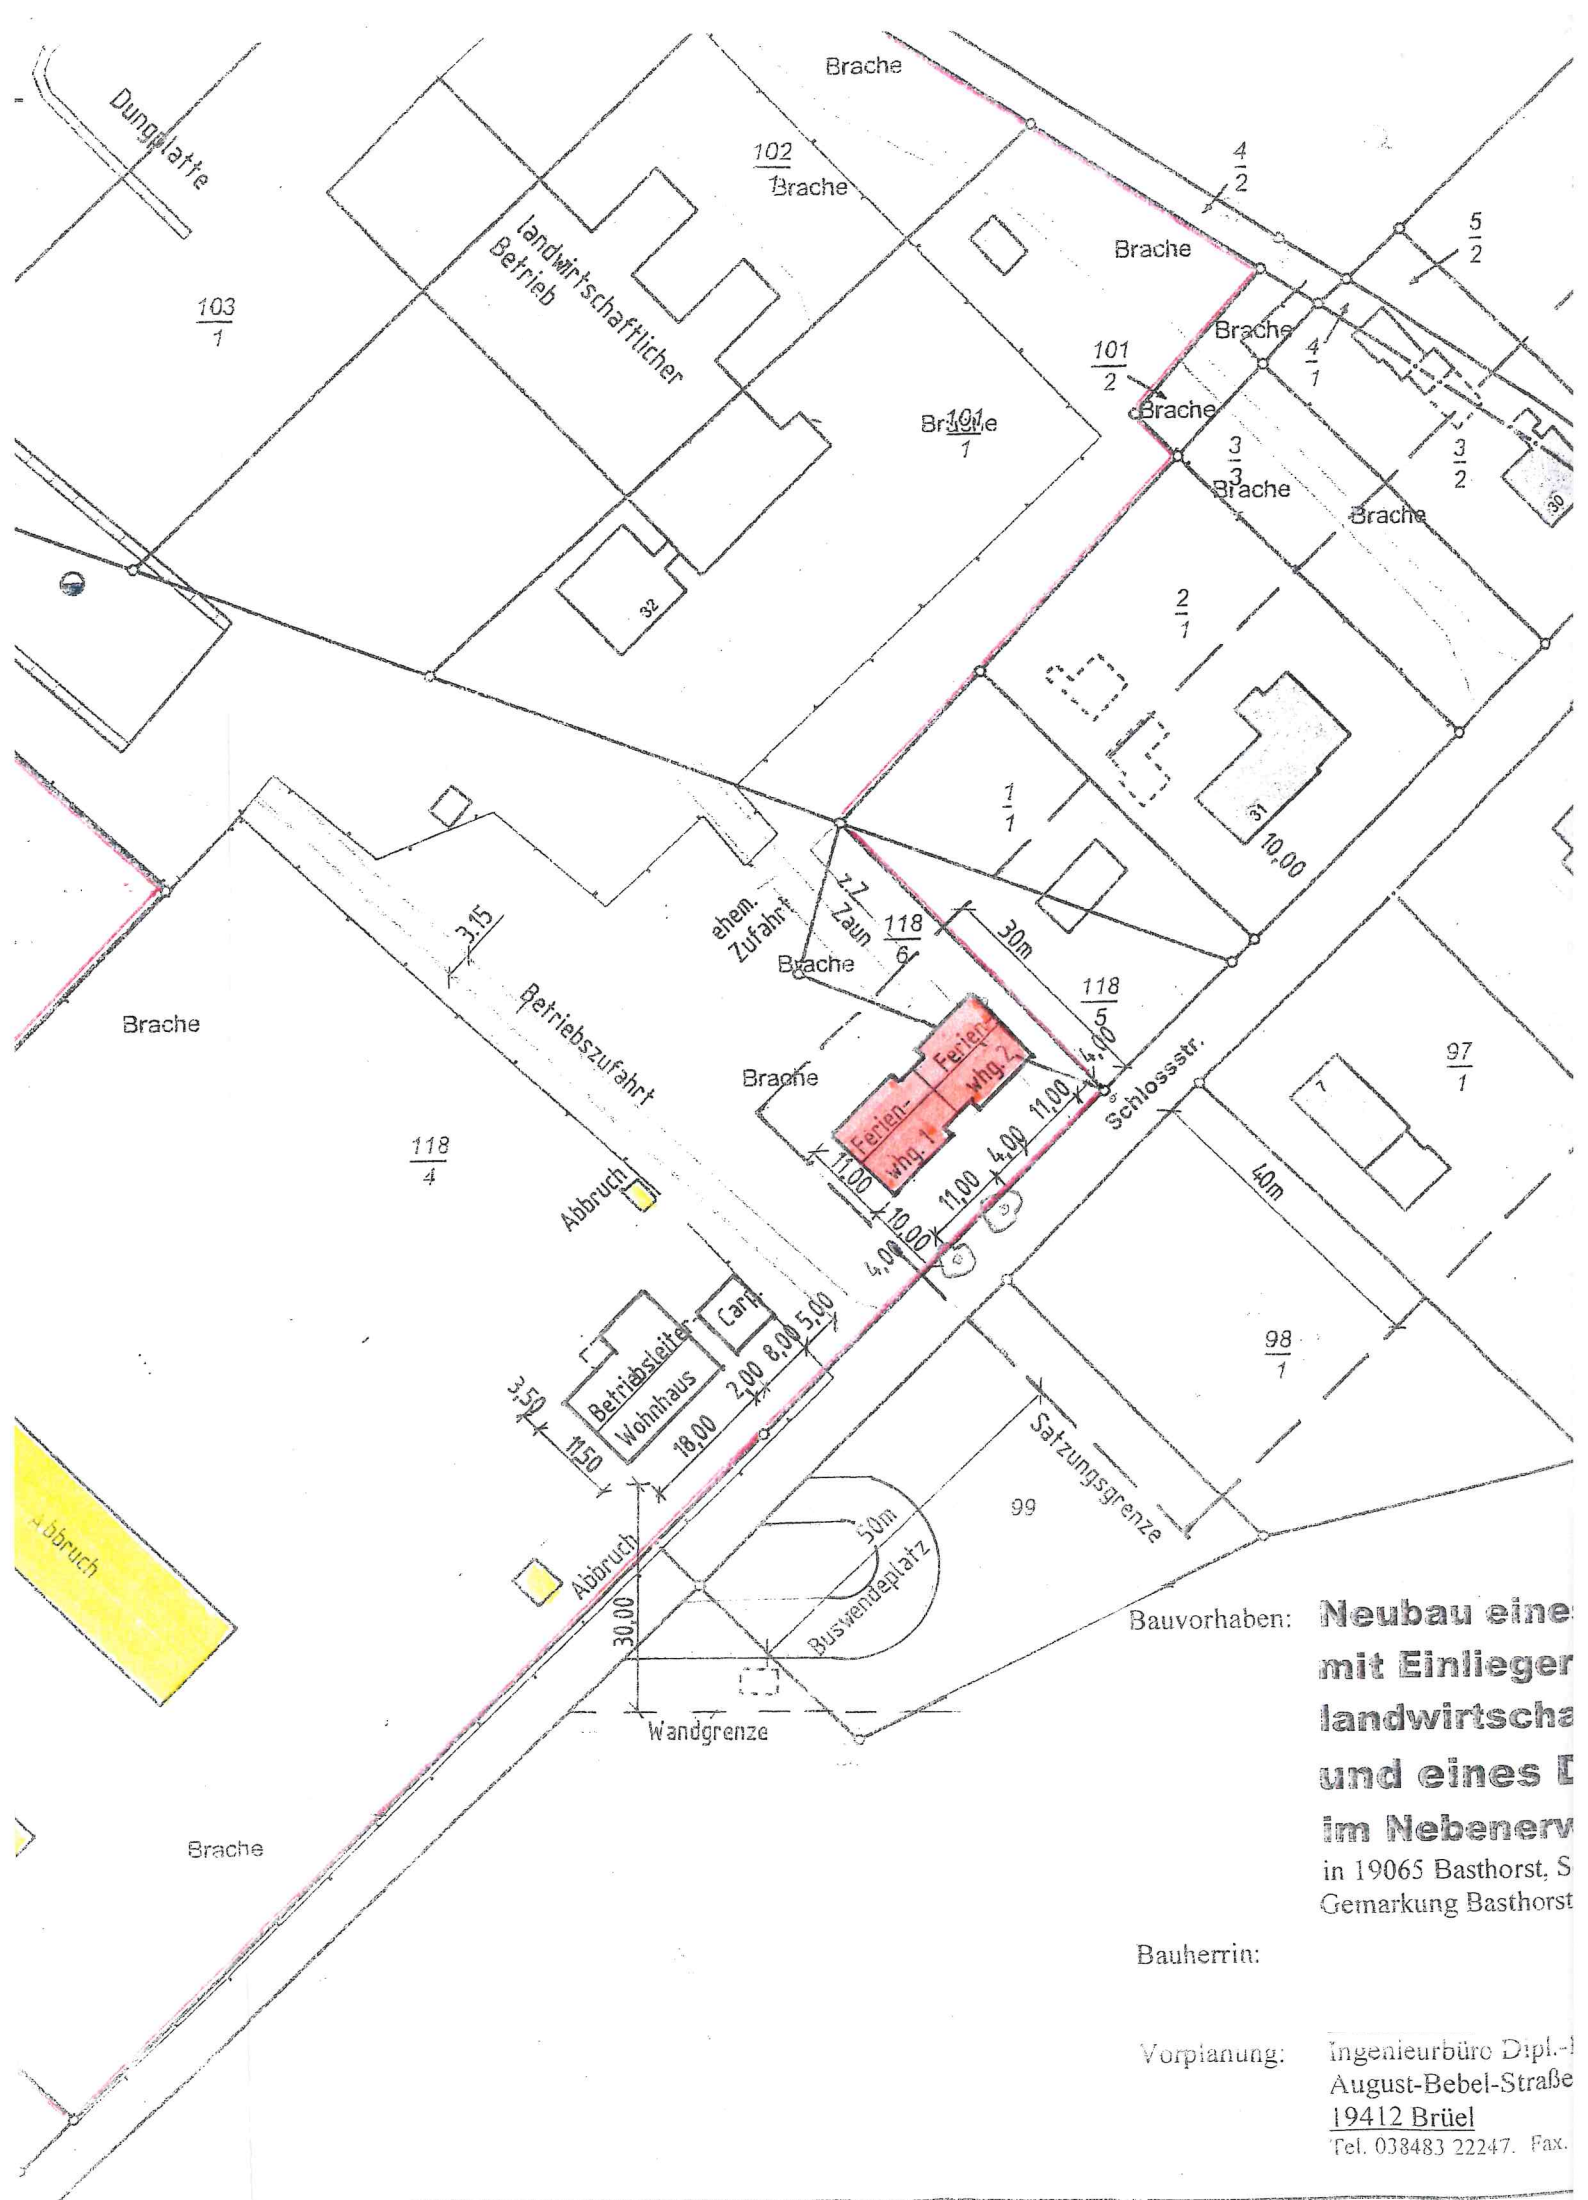 Brache
Dungplatte
102
1
Brache
4
2
5
2
Brache
landwirtschaftlicher
Betrieb
103
1
Brache
4
1
101
2
Brache
101
1
3
3
Brache
3
2
Brache
30
32
2
1
31
10,00
1
1
z.Z
Zaun
ehem.
Zufahrt
118
6
30m
Brache
3.15
118
5
Betriebszufahrt
Brache
4,00
Schlossstr.
97
1
7
Brache
Ferien-
whg. 2
Ferien-
whg. 1
11,00
4,00
11,00
11,00
10,00
4,00
40m
118
4
Abbruch
Carp.
5,00
8,00
2,00
18,00
Betriebsleiter-
Wohnhaus
3,50
11,50
98
1
Satzungsgrenze
99
50m
Buswendeplatz
Abbruch
Abbruch
30,00
Wandgrenze
Brache
Bauvorhaben:
Neubau eine
mit Einlieger
landwirtscha
und eines D
im Nebenerw
in 19065 Basthorst, S
Gemarkung Basthorst
Bauherrin:
Vorplanung:
Ingenieurbüro Dipl.-
August-Bebel-Straße
19412 Brüel
Tel. 038483 22247. Fax.